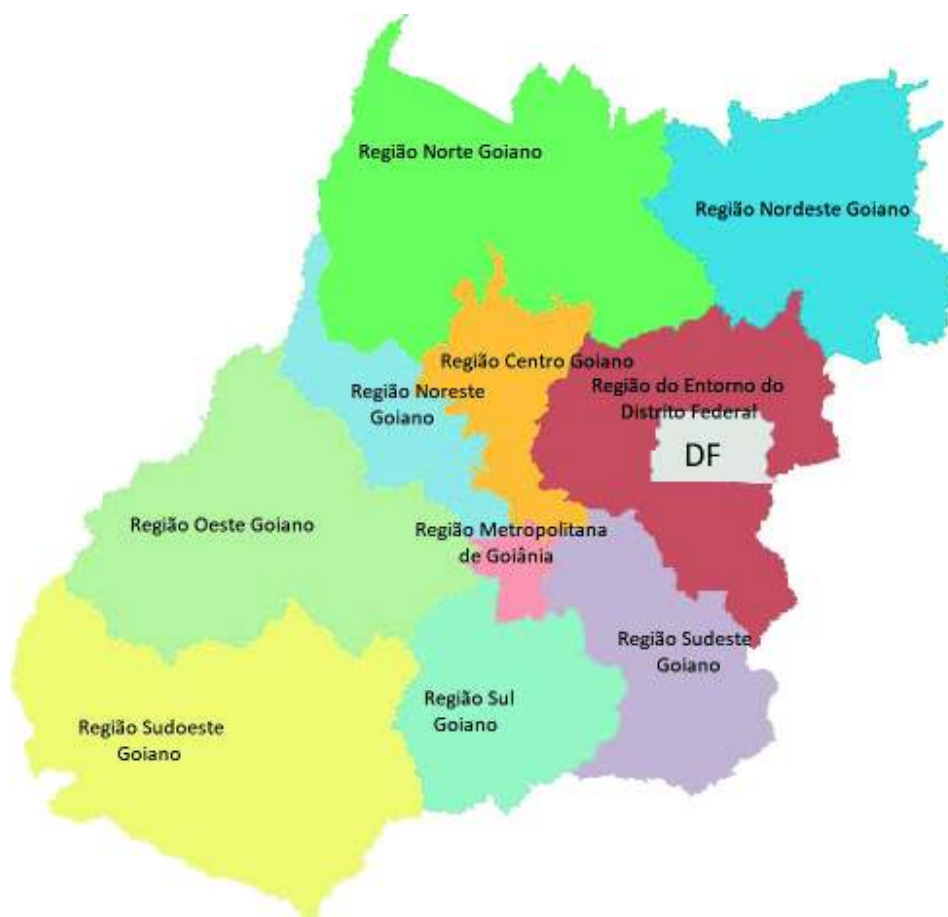 Região Norte Goiano
Região Nordeste Goiano
Região Centro Goiano
Região do Entorno do
Distrito Federal
Região Noreste
Goiano
DF
Região Oeste Goiano
Região Metropolitana
de Goiânia
Região Sudeste
Goiano
Região Sul
Goiano
Região Sudoeste
Goiano